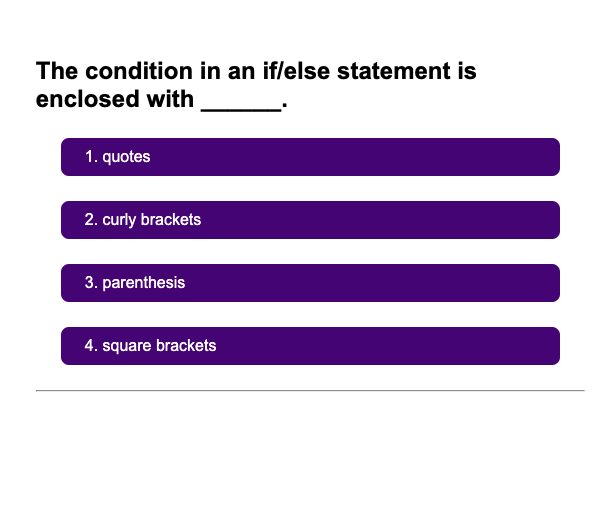 The condition in an if/else statement is
enclosed with ______.
1. quotes
2. curly brackets
3. parenthesis
4. square brackets